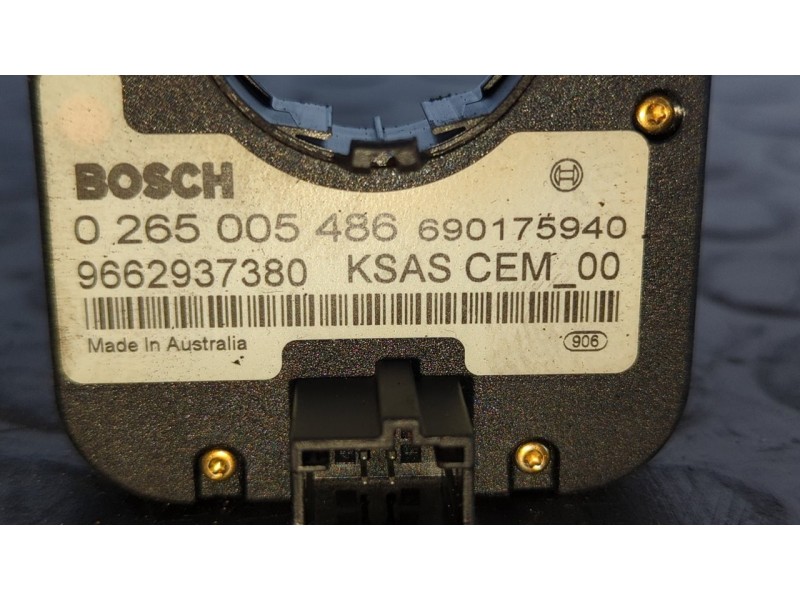 BOSCH
0 265 005 486 690175940
9662937380 KSAS CEM_00
Made In Australia 906